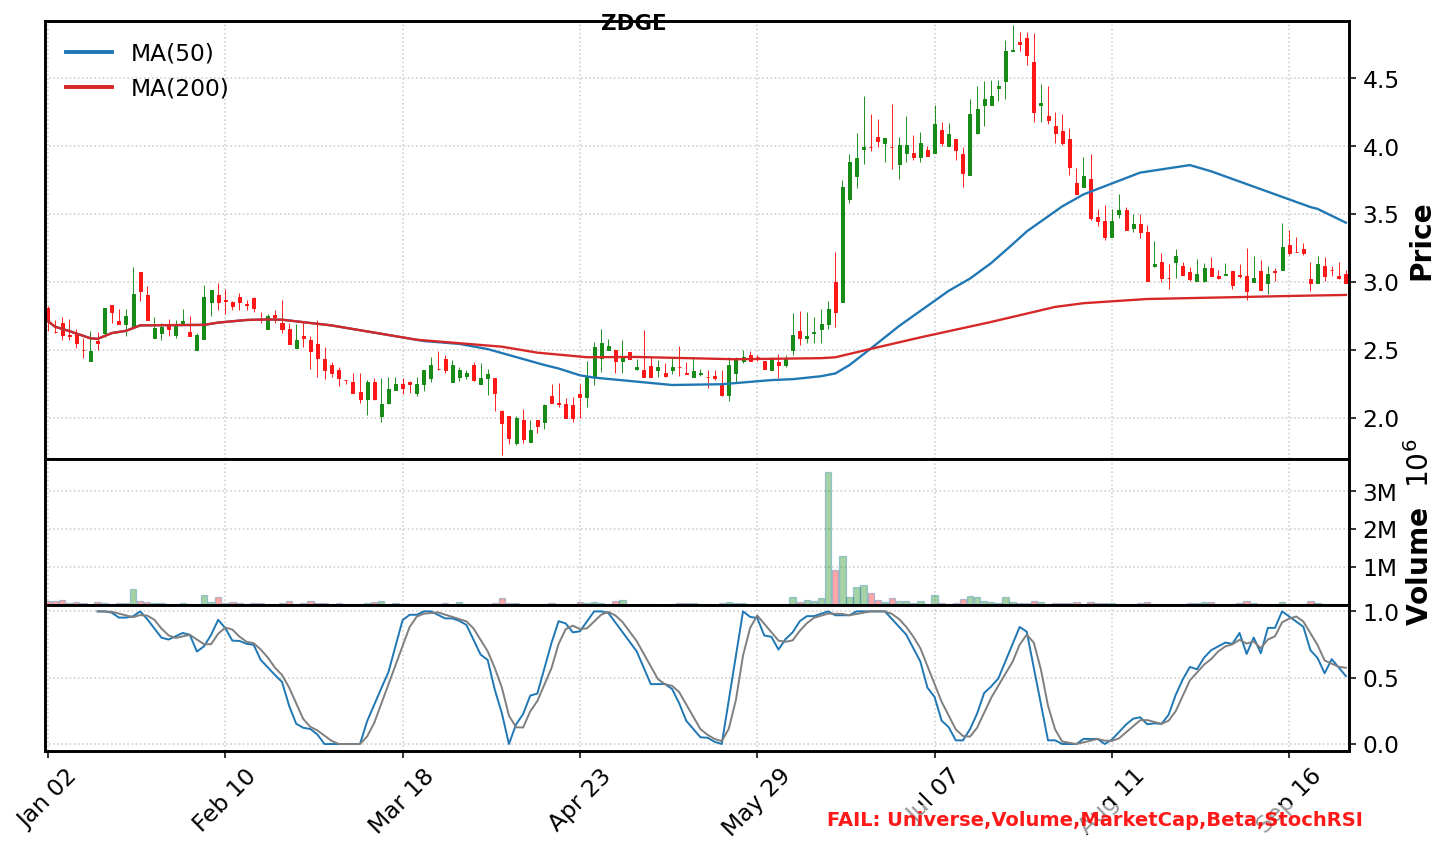 ZDGE
MA(50)
MA(200)
4.5
4.0
3.5
3.0
2.5
2.0
Price
10^6
3M
2M
1M
Volume
1.0
0.5
0.0
Jan 02
Feb 10
Mar 18
Apr 23
May 29
Jul 07
Aug 11
Sep 16
FAIL: Universe,Volume,MarketCap,Beta,StochRSI